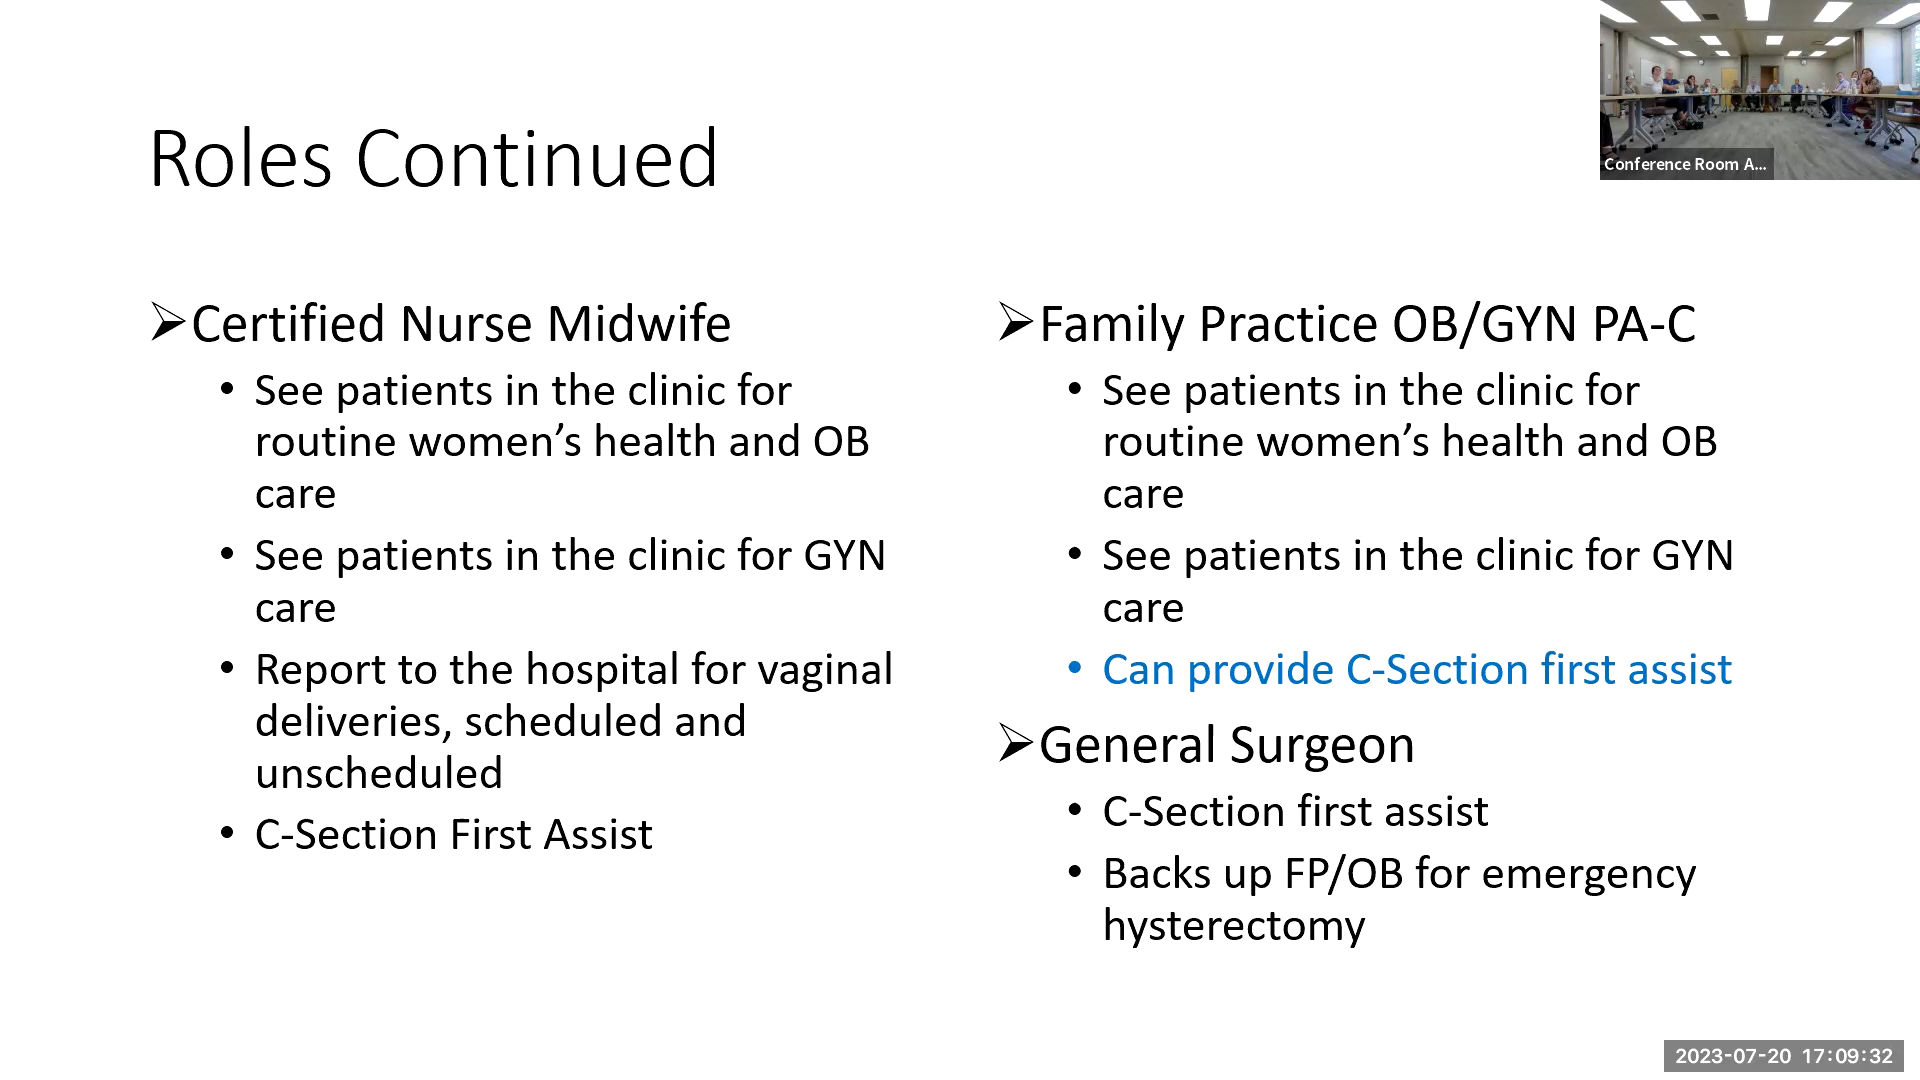 Roles Continued
Conference Room A...
➢Certified Nurse Midwife
• See patients in the clinic for
routine women’s health and OB
care
• See patients in the clinic for GYN
care
• Report to the hospital for vaginal
deliveries, scheduled and
unscheduled
• C-Section First Assist
➢Family Practice OB/GYN PA-C
• See patients in the clinic for
routine women’s health and OB
care
• See patients in the clinic for GYN
care
• Can provide C-Section first assist
➢General Surgeon
• C-Section first assist
• Backs up FP/OB for emergency
hysterectomy
2023-07-20 17:09:32